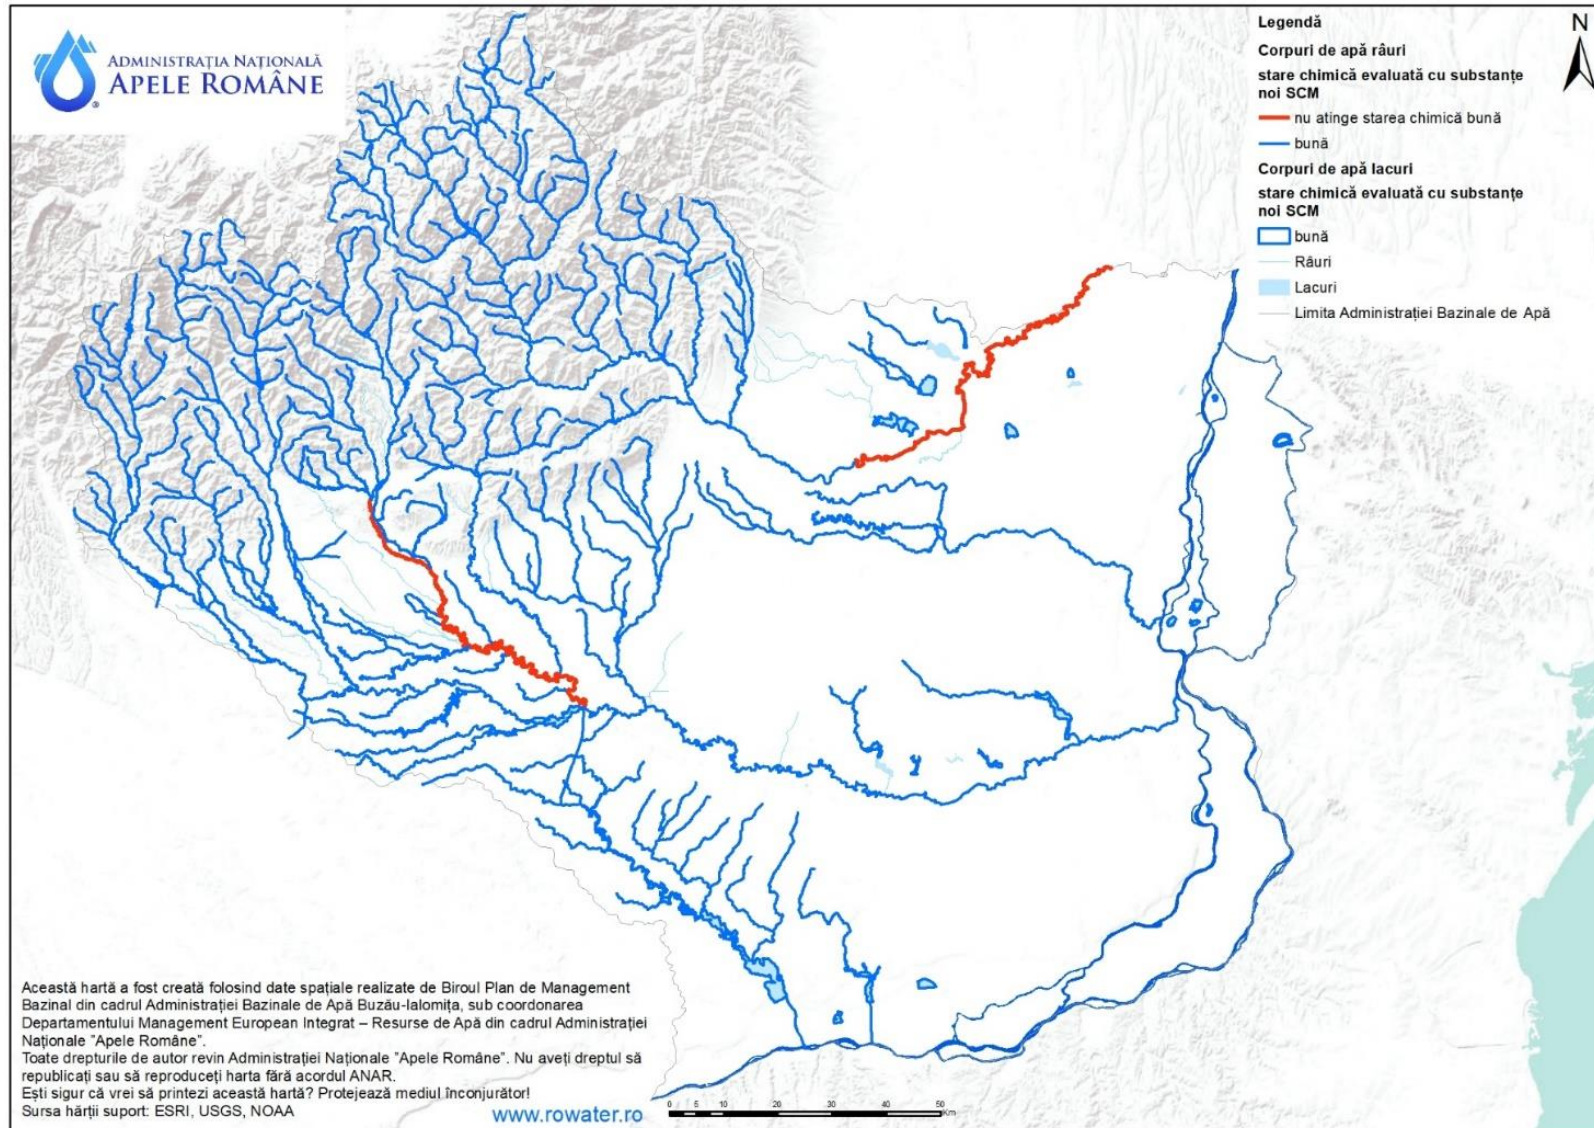 ADMINISTRAȚIA NAȚIONALĂ
APELE ROMÂNE
®
N
Legendă
Corpuri de apă râuri
stare chimică evaluată cu substanțe
noi SCM
nu atinge starea chimică bună
bună
Corpuri de apă lacuri
stare chimică evaluată cu substanțe
noi SCM
bună
Râuri
Lacuri
Limita Administrației Bazinale de Apă
Această hartă a fost creată folosind date spațiale realizate de Biroul Plan de Management
Bazinal din cadrul Administrației Bazinale de Apă Buzău-Ialomița, sub coordonarea
Departamentului Management European Integrat – Resurse de Apă din cadrul Administrației
Naționale "Apele Române".
Toate drepturile de autor revin Administrației Naționale "Apele Române". Nu aveți dreptul să
republicați sau să reproduceți harta fără acordul ANAR.
Ești sigur că vrei să printezi această hartă? Protejează mediul înconjurător!
Sursa hărții suport: ESRI, USGS, NOAA
www.rowater.ro
0 5 10 20 30 40 50
Km